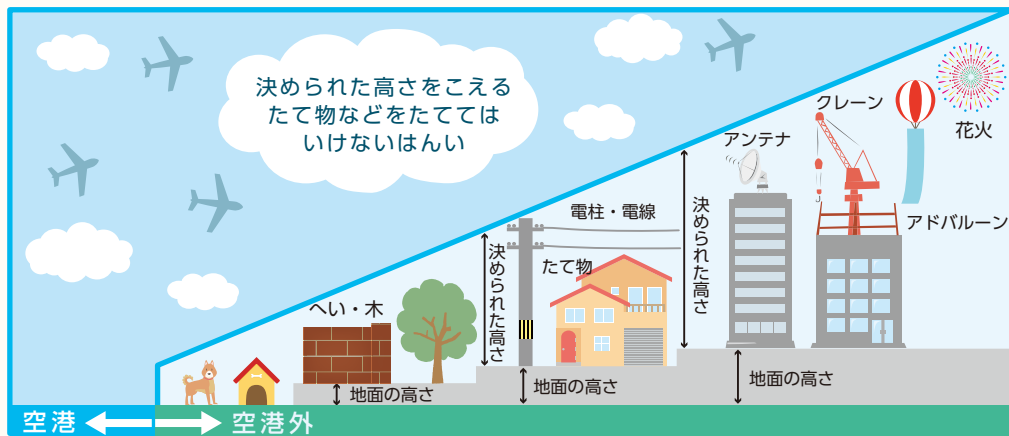 決められた高さをこえる
たて物などをたてては
いけないはんい
クレーン
花火
アンテナ
アドバルーン
電柱・電線
決められた高さ
たて物
決められた高さ
へい・木
地面の高さ
地面の高さ
地面の高さ
空港
空港外